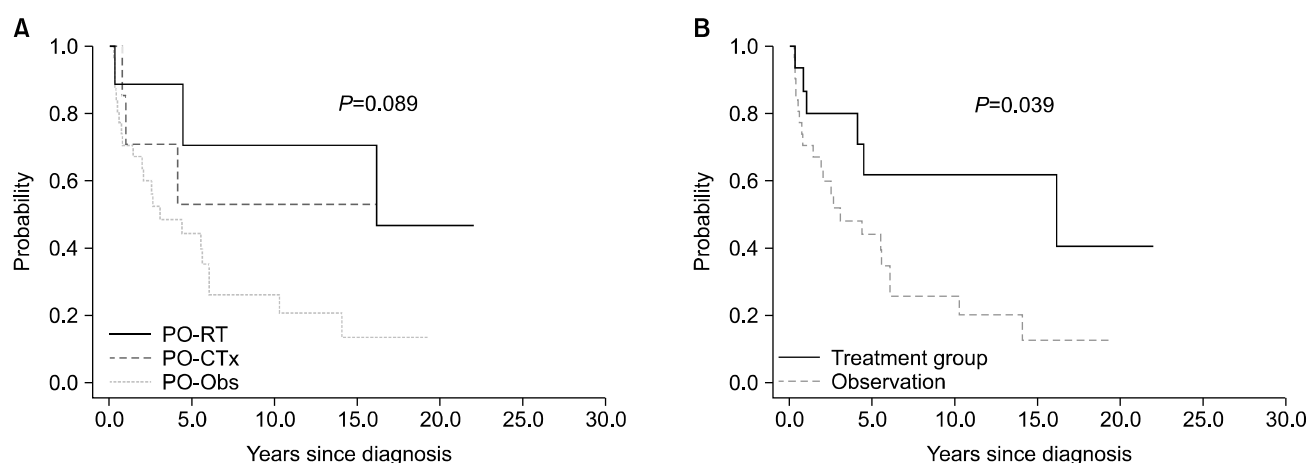 A
1.0
0.8
0.6
0.4
0.2
0.0
Probability
P=0.089
PO-RT
PO-CTx
PO-Obs
0.0 5.0 10.0 15.0 20.0 25.0 30.0
Years since diagnosis
B
1.0
0.8
0.6
0.4
0.2
0.0
Probability
P=0.039
Treatment group
Observation
0.0 5.0 10.0 15.0 20.0 25.0 30.0
Years since diagnosis